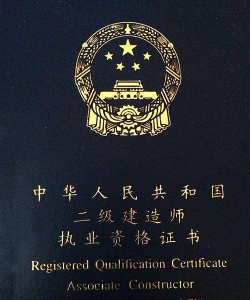 中华人民共和国
二级建造师
执业资格证书
Registered Qualification Certificate
Associate Constructor